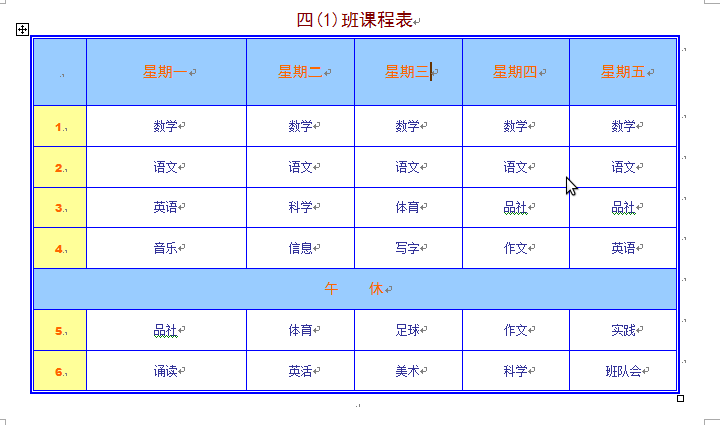 四(1)班课程表
星期一 星期二 星期三 星期四 星期五
1. 数学 数学 数学 数学 数学
2. 语文 语文 语文 语文 语文
3. 英语 科学 体育 品社 品社
4. 音乐 信息 写字 作文 英语
午 休
5. 品社 体育 足球 作文 实践
6. 诵读 英活 美术 科学 班队会